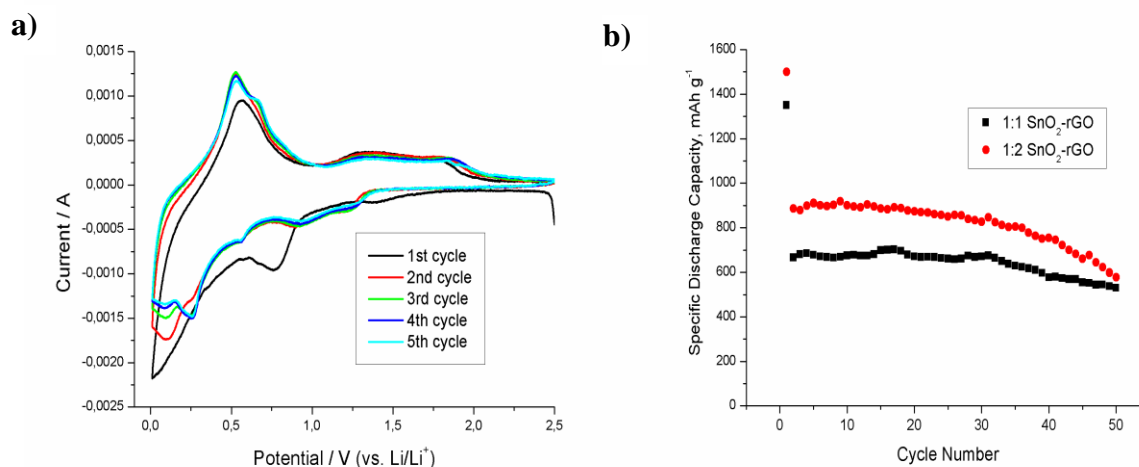 a)
0,0015
0,0010
0,0005
0,0000
-0,0005
-0,0010
-0,0015
-0,0020
-0,0025
Current / A
1st cycle
2nd cycle
3rd cycle
4th cycle
5th cycle
0,0 0,5 1,0 1,5 2,0 2,5
Potential / V (vs. Li/Li⁺)
b)
1600
1400
1200
1000
800
600
400
200
0
Specific Discharge Capacity, mAh g⁻¹
1:1 SnO₂-rGO
1:2 SnO₂-rGO
0 10 20 30 40 50
Cycle Number